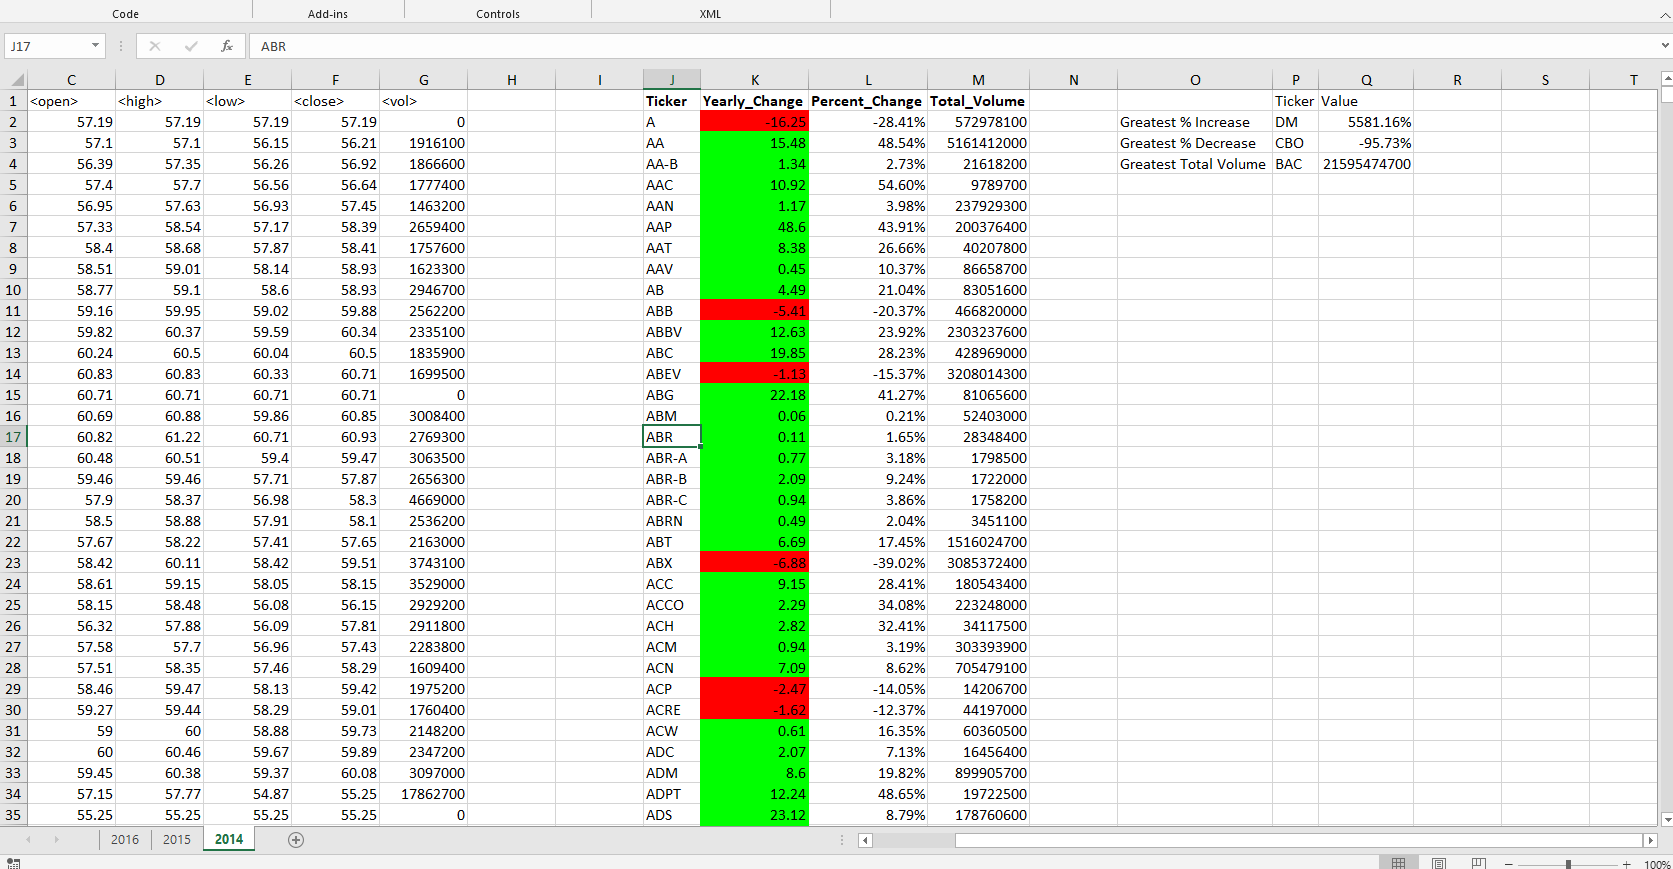 Code Add-ins Controls XML
J17 fx ABR
C D E F G H I J K L M N O P Q R S T
1 <open> <high> <low> <close> <vol> Ticker Yearly_Change Percent_Change Total_Volume Ticker Value
2 57.19 57.19 57.19 57.19 0 A -16.25 -28.41% 572978100 Greatest % Increase DM 5581.16%
3 57.1 57.1 56.15 56.21 1916100 AA 15.48 48.54% 5161412000 Greatest % Decrease CBO -95.73%
4 56.39 57.35 56.26 56.92 1866600 AA-B 1.34 2.73% 21618200 Greatest Total Volume BAC 21595474700
5 57.4 57.7 56.56 56.64 1777400 AAC 10.92 54.60% 9789700
6 56.95 57.63 56.93 57.45 1463200 AAN 1.17 3.98% 237929300
7 57.33 58.54 57.17 58.39 2659400 AAP 48.6 43.91% 200376400
8 58.4 58.68 57.87 58.41 1757600 AAT 8.38 26.66% 40207800
9 58.51 59.01 58.14 58.93 1623300 AAV 0.45 10.37% 86658700
10 58.77 59.1 58.6 58.93 2946700 AB 4.49 21.04% 83051600
11 59.16 59.95 59.02 59.88 2562200 ABB -5.41 -20.37% 466820000
12 59.82 60.37 59.59 60.34 2335100 ABBV 12.63 23.92% 2303237600
13 60.24 60.5 60.04 60.5 1835900 ABC 19.85 28.23% 428969000
14 60.83 60.83 60.33 60.71 1699500 ABEV -1.13 -15.37% 3208014300
15 60.71 60.71 60.71 60.71 0 ABG 22.18 41.27% 81065600
16 60.69 60.88 59.86 60.85 3008400 ABM 0.06 0.21% 52403000
17 60.82 61.22 60.71 60.93 2769300 ABR 0.11 1.65% 28348400
18 60.48 60.51 59.4 59.47 3063500 ABR-A 0.77 3.18% 1798500
19 59.46 59.46 57.71 57.87 2656300 ABR-B 2.09 9.24% 1722000
20 57.9 58.37 56.98 58.3 4669000 ABR-C 0.94 3.86% 1758200
21 58.5 58.88 57.91 58.1 2536200 ABRN 0.49 2.04% 3451100
22 57.67 58.22 57.41 57.65 2163000 ABT 6.69 17.45% 1516024700
23 58.42 60.11 58.42 59.51 3743100 ABX -6.88 -39.02% 3085372400
24 58.61 59.15 58.05 58.15 3529000 ACC 9.15 28.41% 180543400
25 58.15 58.48 56.08 56.15 2929200 ACCO 2.29 34.08% 223248000
26 56.32 57.88 56.09 57.81 2911800 ACH 2.82 32.41% 34117500
27 57.58 57.7 56.96 57.43 2283800 ACM 0.94 3.19% 303393900
28 57.51 58.35 57.46 58.29 1609400 ACN 7.09 8.62% 705479100
29 58.46 59.47 58.13 59.42 1975200 ACP -2.47 -14.05% 14206700
30 59.27 59.44 58.29 59.01 1760400 ACRE -1.62 -12.37% 44197000
31 59 60 58.88 59.73 2148200 ACW 0.61 16.35% 60360500
32 60 60.46 59.67 59.89 2347200 ADC 2.07 7.13% 16456400
33 59.45 60.38 59.37 60.08 3097000 ADM 8.6 19.82% 899905700
34 57.15 57.77 54.87 55.25 17862700 ADPT 12.24 48.65% 19722500
35 55.25 55.25 55.25 55.25 0 ADS 23.12 8.79% 178760600
2016 2015 2014
100%